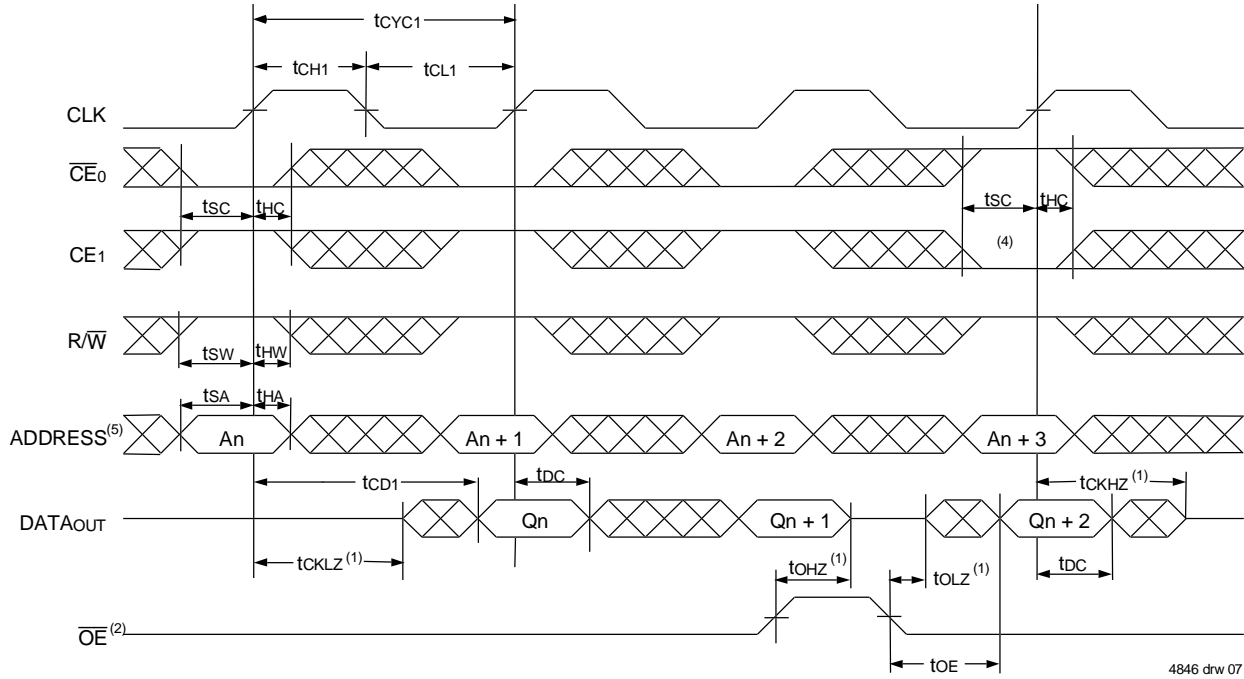 tCYC1
tCH1
tCL1
CLK
CE0
tSC
tHC
tSC
tHC
CE1
(4)
R/W
tSW
tHW
tSA
tHA
ADDRESS(5)
An
An + 1
An + 2
An + 3
tCD1
tDC
tCKHZ(1)
DATAOUT
Qn
Qn + 1
Qn + 2
tCKLZ(1)
tOHZ(1)
tOLZ(1)
tDC
OE(2)
tOE
4846 drw 07